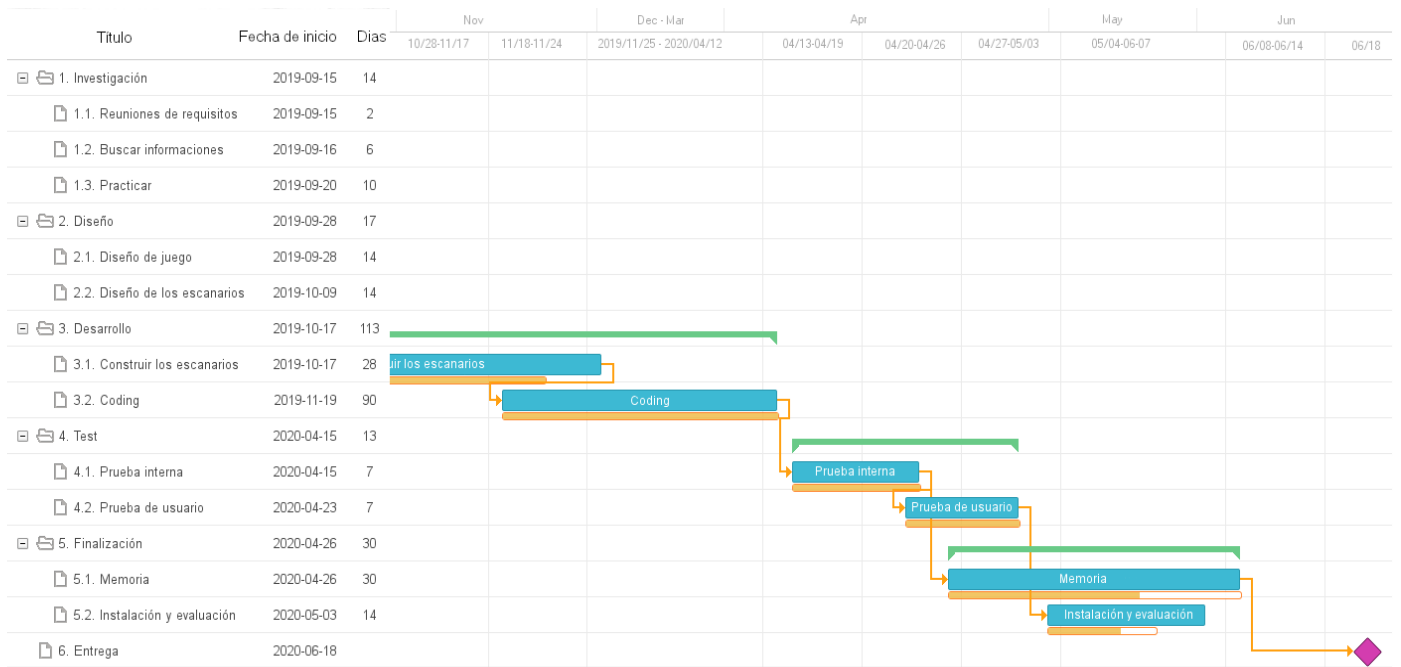 Nov Dec - Mar Apr May Jun
Título Fecha de inicio Dias 10/28-11/17 11/18-11/24 2019/11/25 - 2020/04/12 04/13-04/19 04/20-04/26 04/27-05/03 05/04-06-07 06/08-06/14 06/18
1. Investigación 2019-09-15 14
1.1. Reuniones de requisitos 2019-09-15 2
1.2. Buscar informaciones 2019-09-16 6
1.3. Practicar 2019-09-20 10
2. Diseño 2019-09-28 17
2.1. Diseño de juego 2019-09-28 14
2.2. Diseño de los escanarios 2019-10-09 14
3. Desarrollo 2019-10-17 113
3.1. Construir los escanarios 2019-10-17 28 uir los escanarios
3.2. Coding 2019-11-19 90 Coding
4. Test 2020-04-15 13
4.1. Prueba interna 2020-04-15 7 Prueba interna
4.2. Prueba de usuario 2020-04-23 7 Prueba de usuario
5. Finalización 2020-04-26 30
5.1. Memoria 2020-04-26 30 Memoria
5.2. Instalación y evaluación 2020-05-03 14 Instalación y evaluación
6. Entrega 2020-06-18